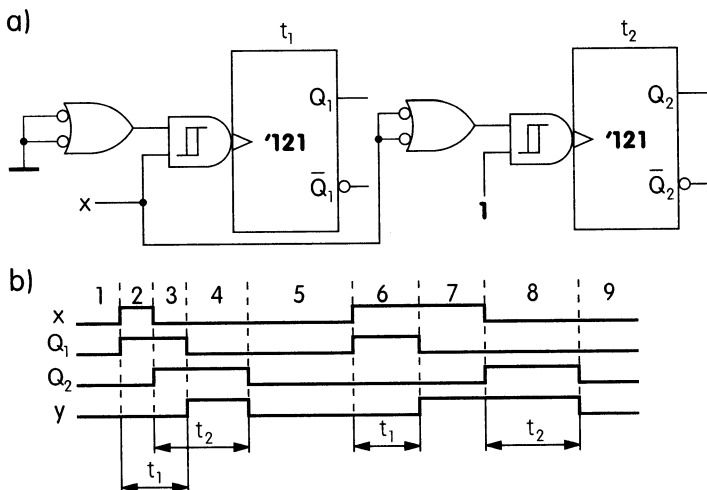 a)
t₁
t₂
Q₁
Q₂
'121
'121
Q̅₁
Q̅₂
x
1
b)
1 2 3 4 5 6 7 8 9
x
Q₁
Q₂
y
t₂ t₁ t₂
t₁